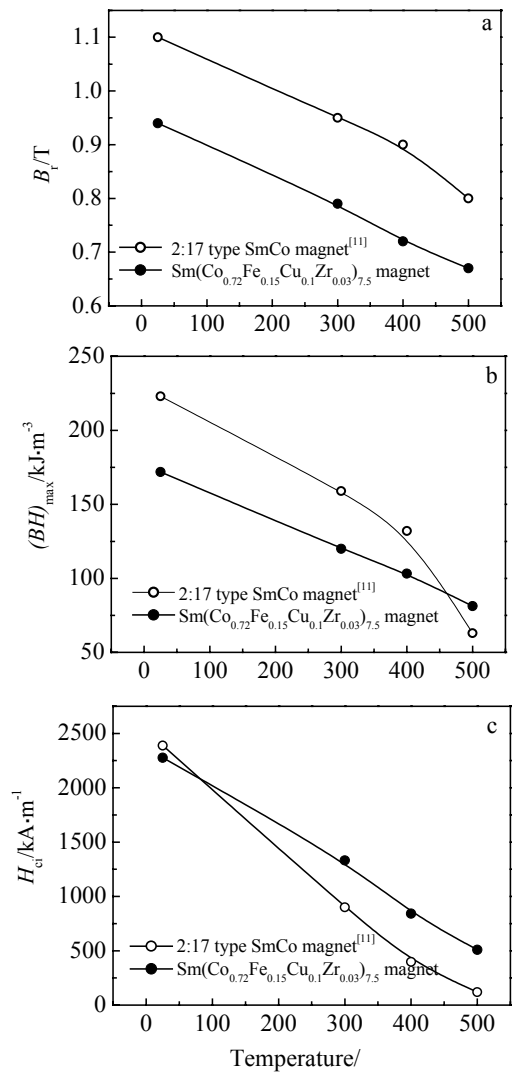 a
1.1
1.0
0.9
0.8
0.7
0.6
B_r/T
2:17 type SmCo magnet[11]
Sm(Co0.72Fe0.15Cu0.1Zr0.03)7.5 magnet
0 100 200 300 400 500
b
250
200
150
100
50
(BH)max/kJ·m-3
2:17 type SmCo magnet[11]
Sm(Co0.72Fe0.15Cu0.1Zr0.03)7.5 magnet
0 100 200 300 400 500
c
2500
2000
1500
1000
500
0
Hci/kA·m-1
2:17 type SmCo magnet[11]
Sm(Co0.72Fe0.15Cu0.1Zr0.03)7.5 magnet
0 100 200 300 400 500
Temperature/